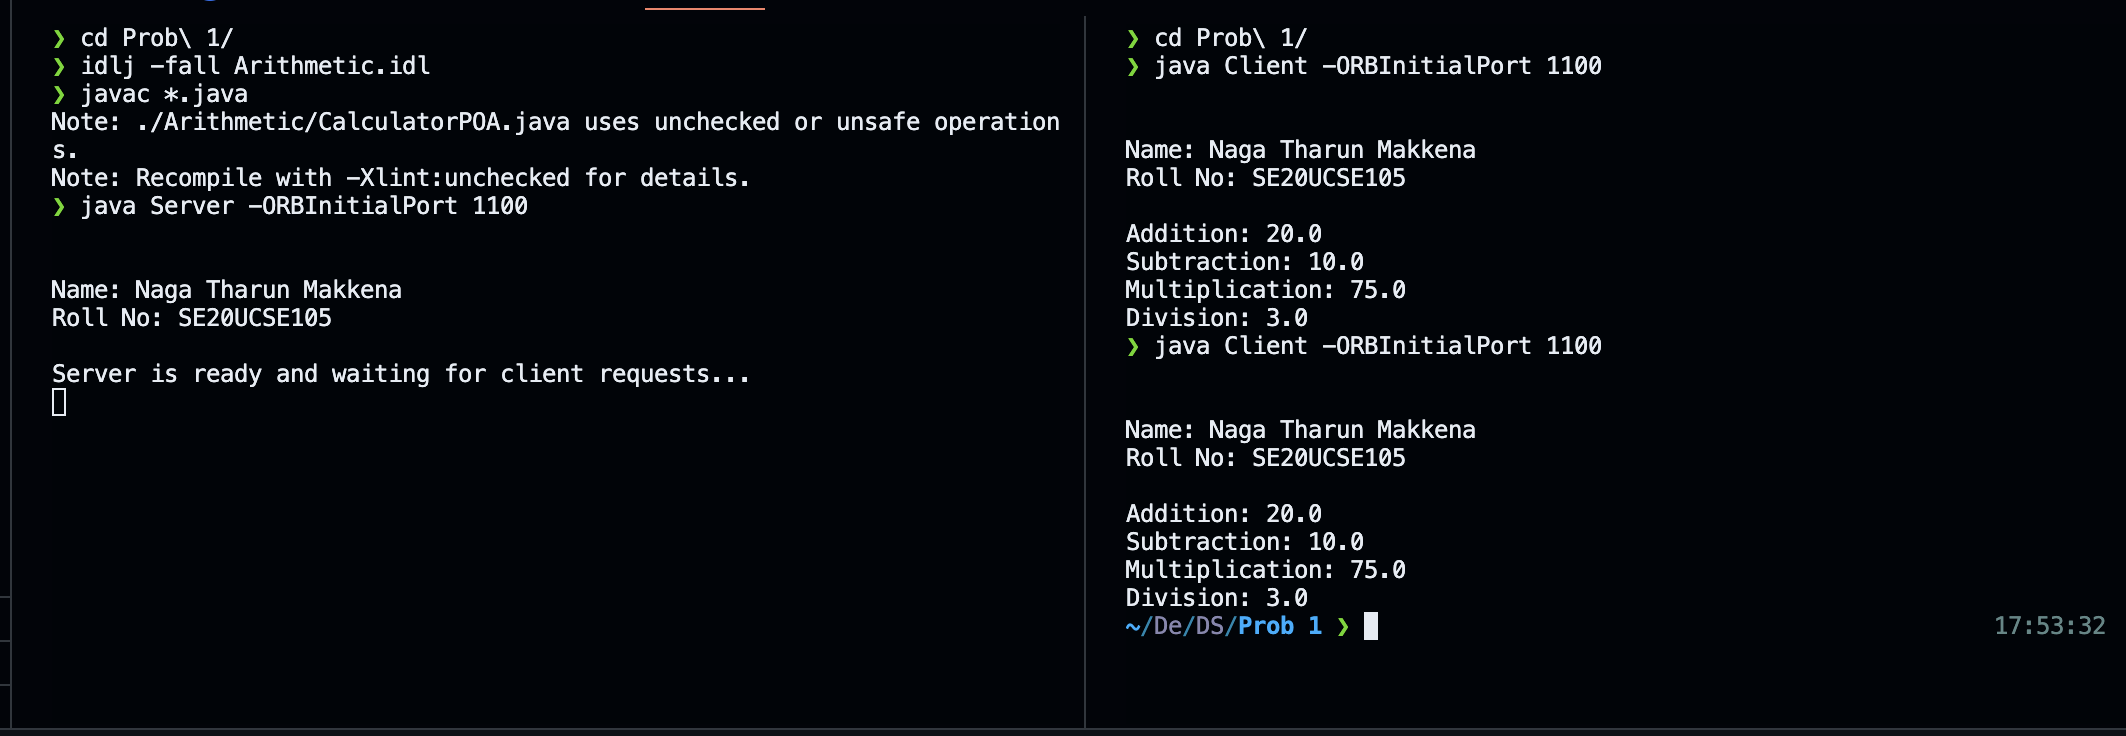 ❯ cd Prob\ 1/
❯ idlj -fall Arithmetic.idl
❯ javac *.java
Note: ./Arithmetic/CalculatorPOA.java uses unchecked or unsafe operation
s.
Note: Recompile with -Xlint:unchecked for details.
❯ java Server -ORBInitialPort 1100
Name: Naga Tharun Makkena
Roll No: SE20UCSE105
Server is ready and waiting for client requests...
❯ cd Prob\ 1/
❯ java Client -ORBInitialPort 1100
Name: Naga Tharun Makkena
Roll No: SE20UCSE105
Addition: 20.0
Subtraction: 10.0
Multiplication: 75.0
Division: 3.0
❯ java Client -ORBInitialPort 1100
Name: Naga Tharun Makkena
Roll No: SE20UCSE105
Addition: 20.0
Subtraction: 10.0
Multiplication: 75.0
Division: 3.0
~/De/DS/Prob 1 ❯ 17:53:32